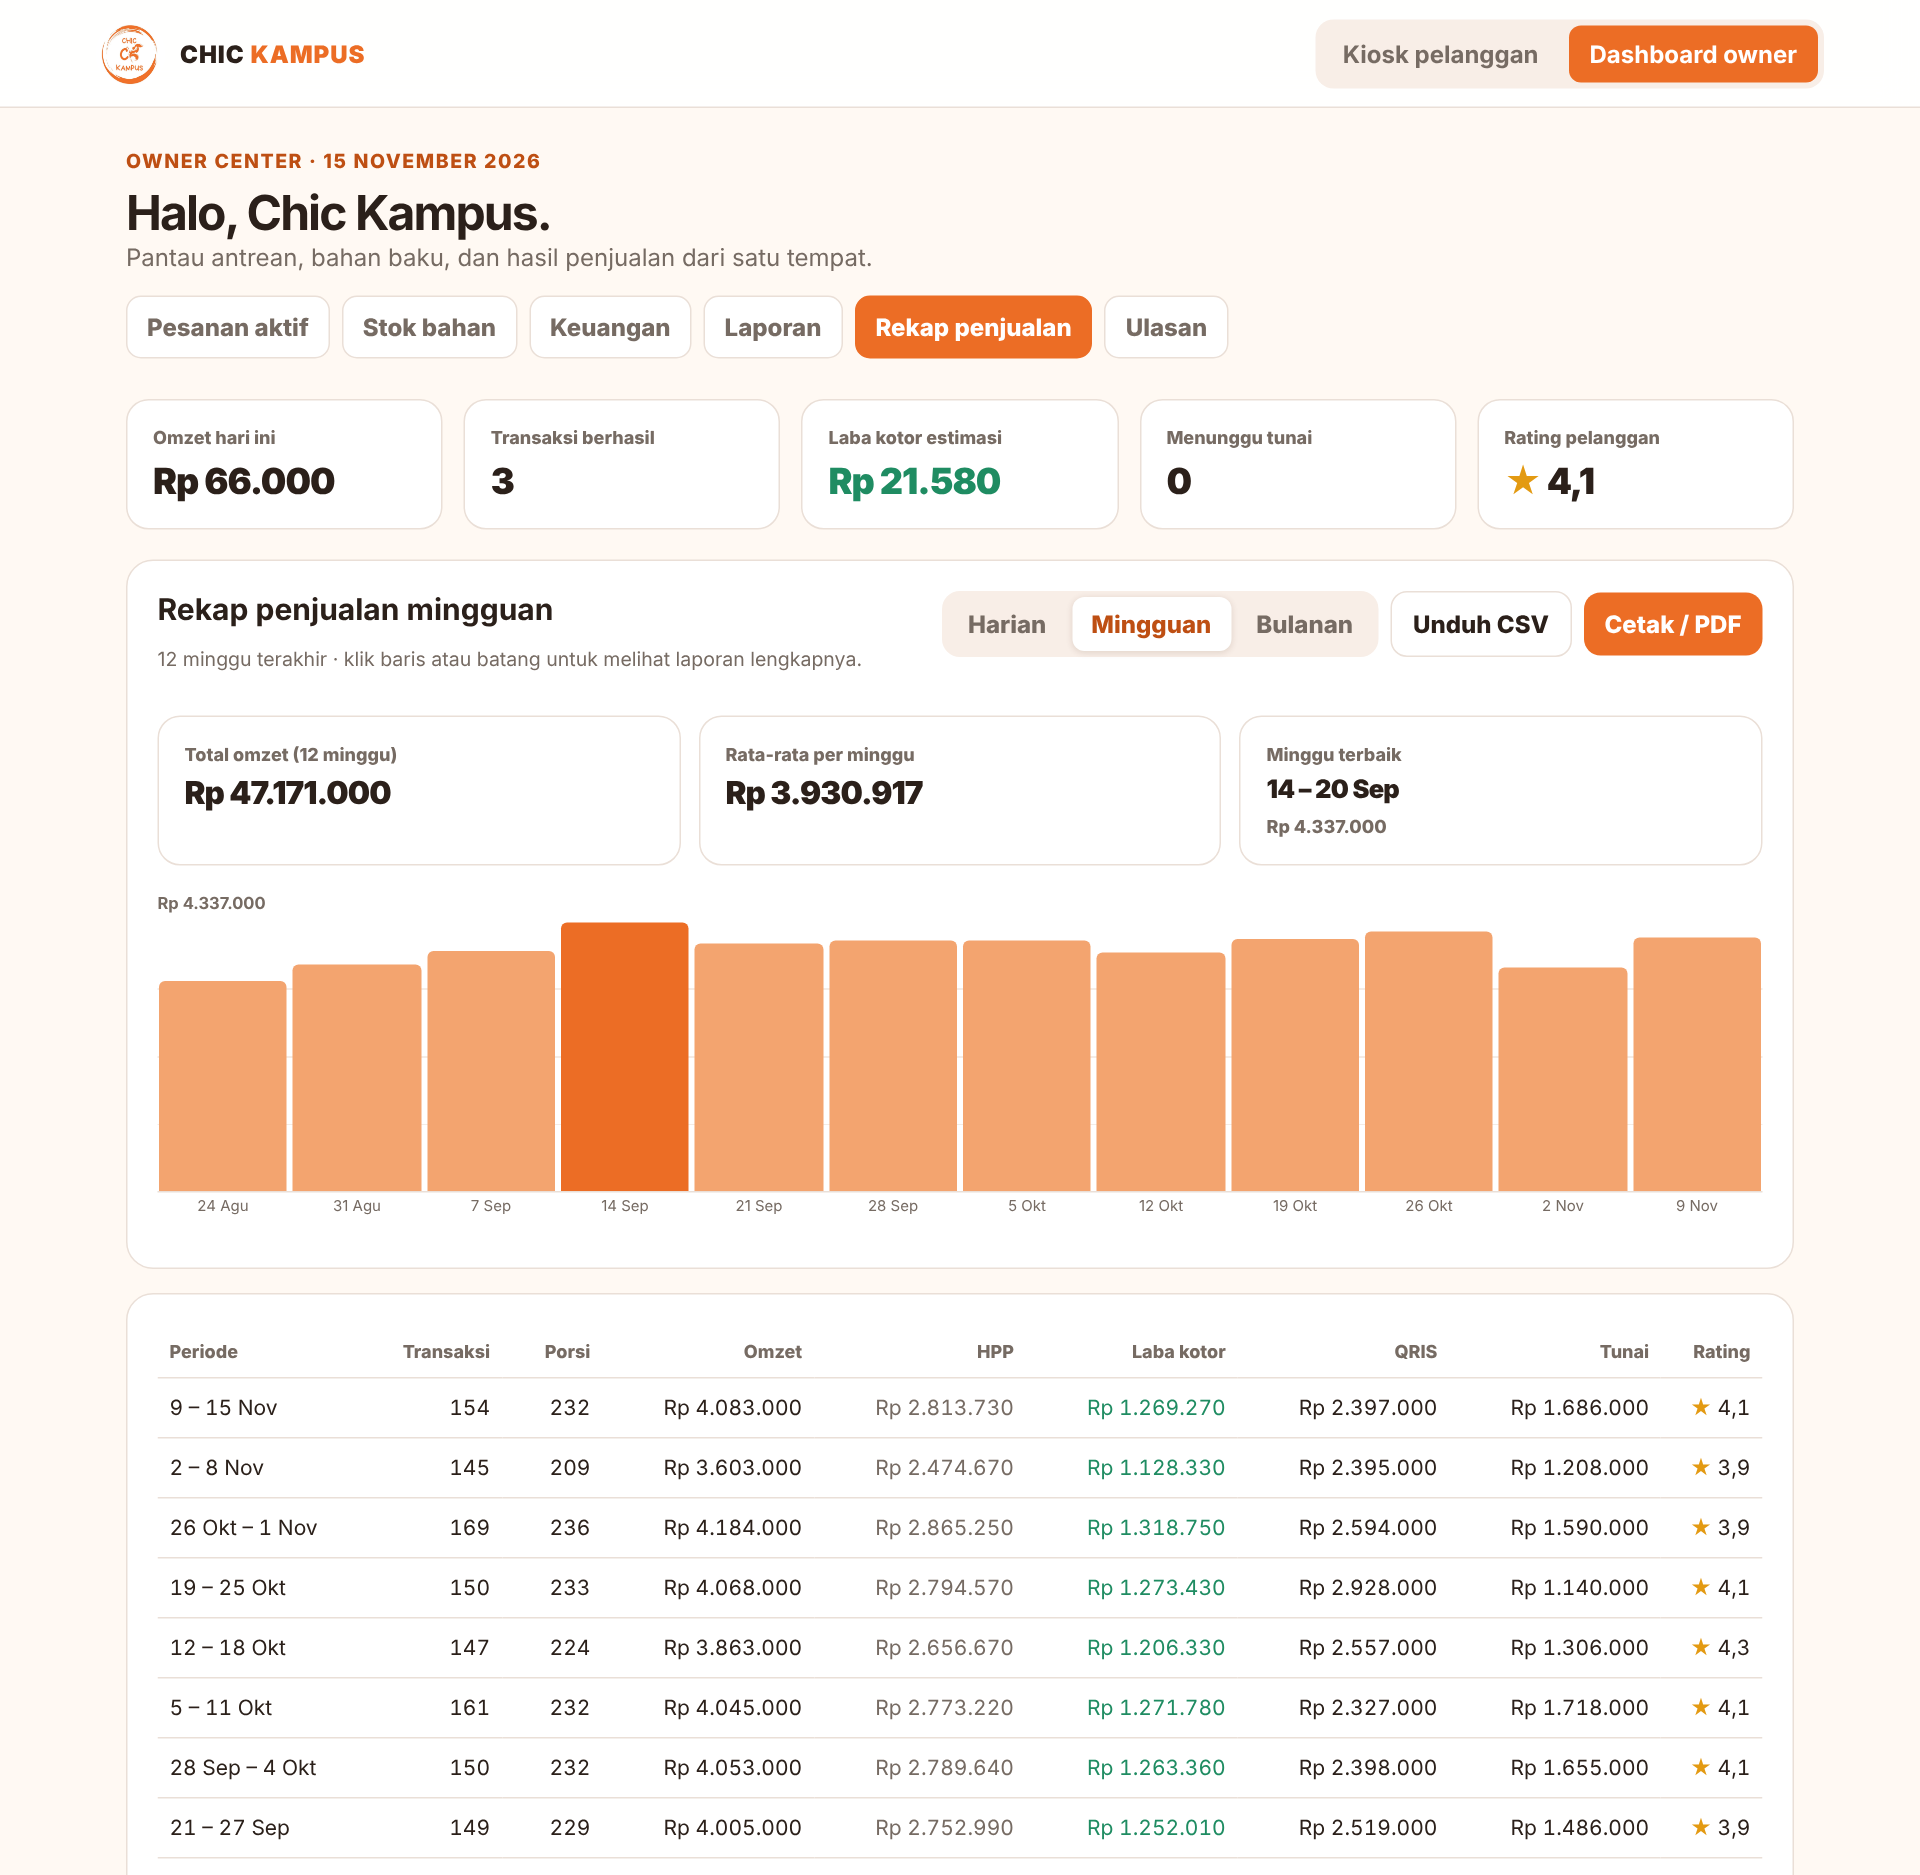 CHIC
CK
KAMPUS
CHIC KAMPUS
Kiosk pelanggan
Dashboard owner
OWNER CENTER · 15 NOVEMBER 2026
Halo, Chic Kampus.
Pantau antrean, bahan baku, dan hasil penjualan dari satu tempat.
Pesanan aktif
Stok bahan
Keuangan
Laporan
Rekap penjualan
Ulasan
Omzet hari ini
Rp 66.000
Transaksi berhasil
3
Laba kotor estimasi
Rp 21.580
Menunggu tunai
0
Rating pelanggan
★ 4,1
Rekap penjualan mingguan
12 minggu terakhir · klik baris atau batang untuk melihat laporan lengkapnya.
Harian
Mingguan
Bulanan
Unduh CSV
Cetak / PDF
Total omzet (12 minggu)
Rp 47.171.000
Rata-rata per minggu
Rp 3.930.917
Minggu terbaik
14 – 20 Sep
Rp 4.337.000
Rp 4.337.000
24 Agu 31 Agu 7 Sep 14 Sep 21 Sep 28 Sep 5 Okt 12 Okt 19 Okt 26 Okt 2 Nov 9 Nov
Periode Transaksi Porsi Omzet HPP Laba kotor QRIS Tunai Rating
9 – 15 Nov 154 232 Rp 4.083.000 Rp 2.813.730 Rp 1.269.270 Rp 2.397.000 Rp 1.686.000 ★ 4,1
2 – 8 Nov 145 209 Rp 3.603.000 Rp 2.474.670 Rp 1.128.330 Rp 2.395.000 Rp 1.208.000 ★ 3,9
26 Okt – 1 Nov 169 236 Rp 4.184.000 Rp 2.865.250 Rp 1.318.750 Rp 2.594.000 Rp 1.590.000 ★ 3,9
19 – 25 Okt 150 233 Rp 4.068.000 Rp 2.794.570 Rp 1.273.430 Rp 2.928.000 Rp 1.140.000 ★ 4,1
12 – 18 Okt 147 224 Rp 3.863.000 Rp 2.656.670 Rp 1.206.330 Rp 2.557.000 Rp 1.306.000 ★ 4,3
5 – 11 Okt 161 232 Rp 4.045.000 Rp 2.773.220 Rp 1.271.780 Rp 2.327.000 Rp 1.718.000 ★ 4,1
28 Sep – 4 Okt 150 232 Rp 4.053.000 Rp 2.789.640 Rp 1.263.360 Rp 2.398.000 Rp 1.655.000 ★ 4,1
21 – 27 Sep 149 229 Rp 4.005.000 Rp 2.752.990 Rp 1.252.010 Rp 2.519.000 Rp 1.486.000 ★ 3,9